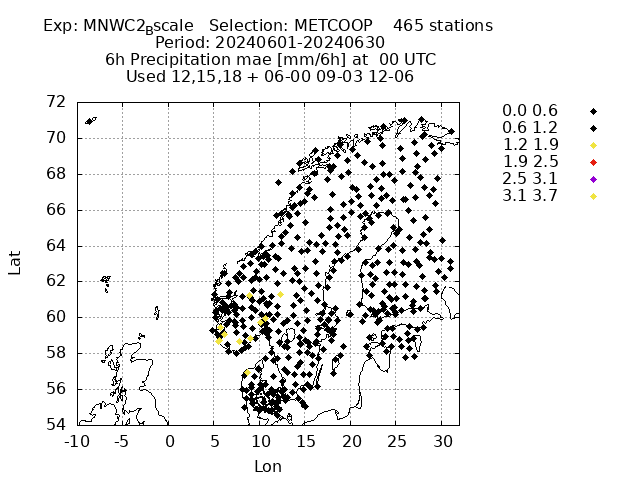 Exp: MNWC2Bscale   Selection: METCOOP    465 stations
Period: 20240601-20240630
6h Precipitation mae [mm/6h] at  00 UTC
Used 12,15,18 + 06-00 09-03 12-06
72
70
68
66
64
62
60
58
56
54
-10 -5 0 5 10 15 20 25 30
Lat
Lon
0.0 0.6
0.6 1.2
1.2 1.9
1.9 2.5
2.5 3.1
3.1 3.7